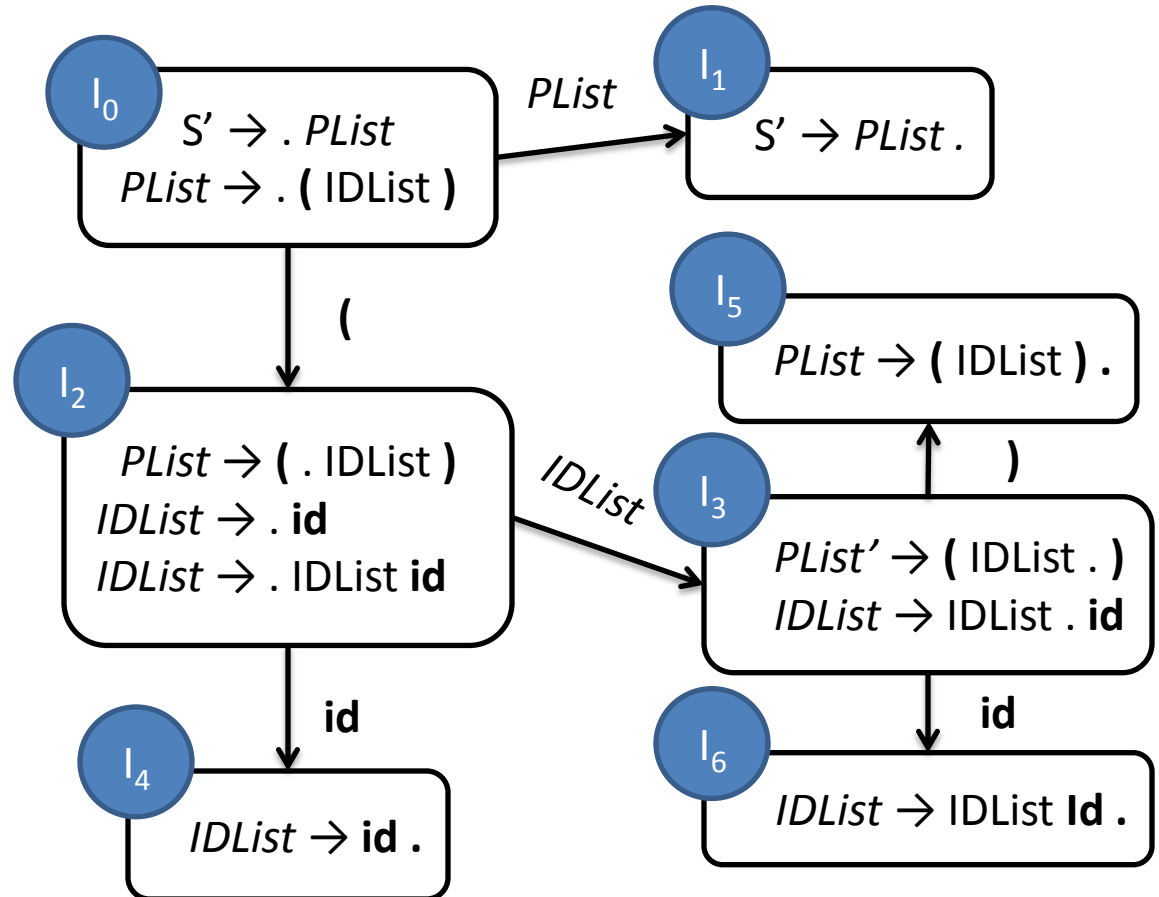 I₀
S’ → . PList
PList → . ( IDList )
PList
I₁
S’ → PList .
(
I₂
PList → ( . IDList )
IDList → . id
IDList → . IDList id
IDList
I₅
PList → ( IDList ) .
)
I₃
PList’ → ( IDList . )
IDList → IDList . id
id
I₄
IDList → id .
id
I₆
IDList → IDList Id .